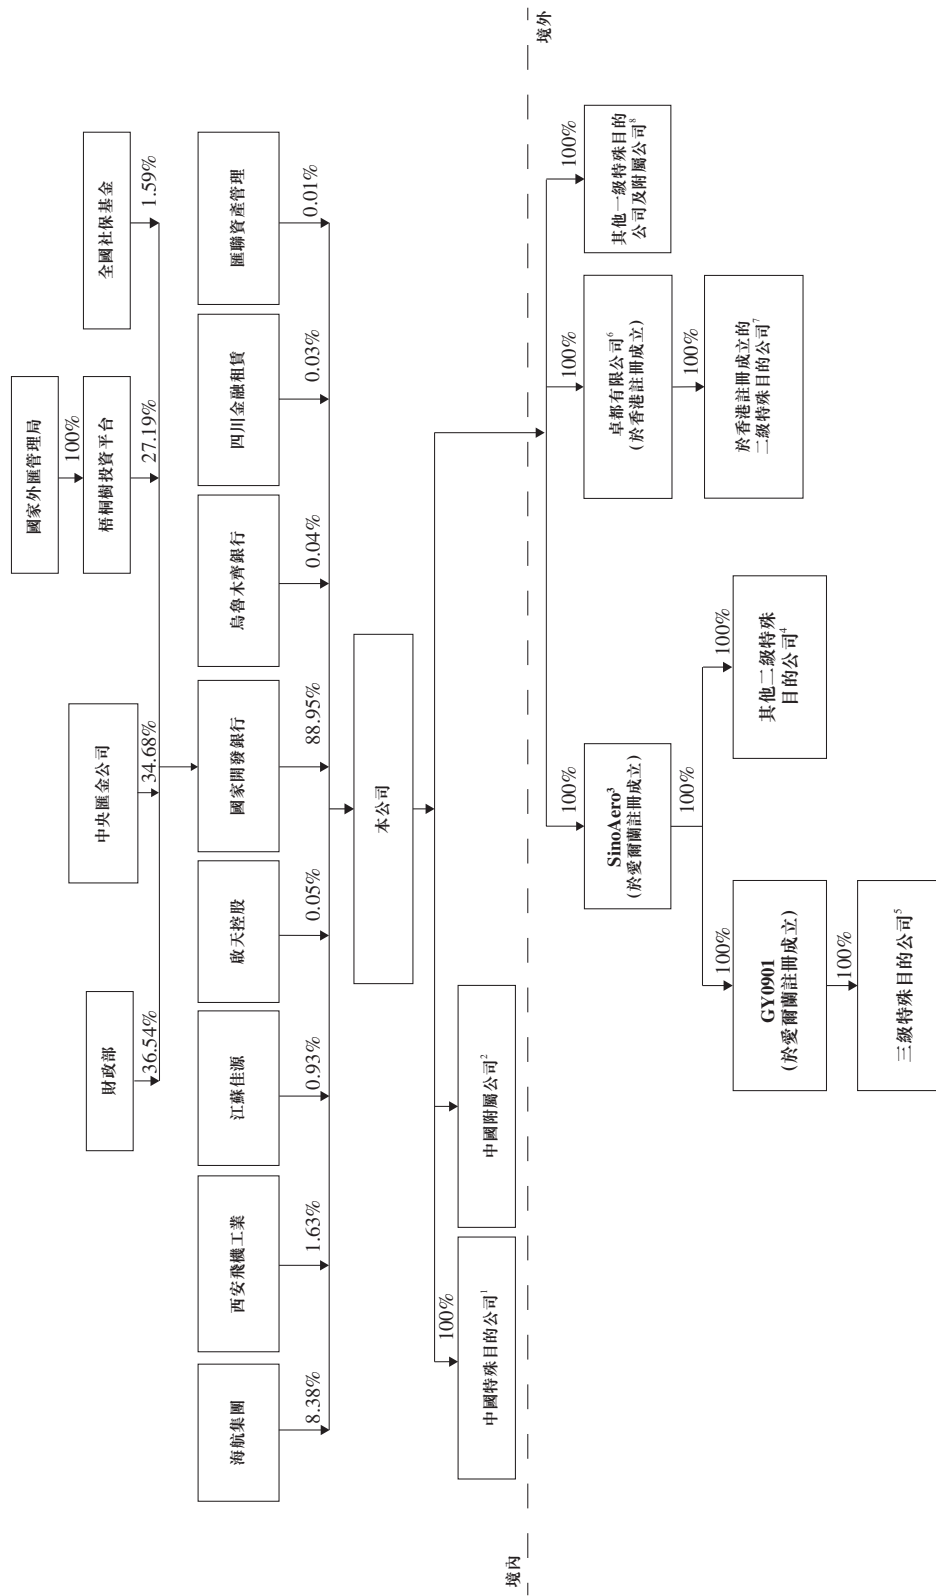 國家外匯管理局
100%
財政部
中央匯金公司
梧桐樹投資平台
全國社保基金
36.54%
34.68%
27.19%
1.59%
海航集團
西安飛機工業
江蘇佳源
啟天控股
國家開發銀行
烏魯木齊銀行
四川金融租賃
匯聯資產管理
8.38%
1.63%
0.93%
0.05%
88.95%
0.04%
0.03%
0.01%
本公司
100%
中國特殊目的公司1
中國附屬公司2
境內
境外
100%
100%
100%
SinoAero3
(於愛爾蘭註冊成立)
卓都有限公司6
(於香港註冊成立)
其他一級特殊目的
公司及附屬公司8
100%
100%
於香港註冊成立的
二級特殊目的公司7
100%
100%
GY0901
(於愛爾蘭註冊成立)
其他二級特殊
目的公司4
100%
三級特殊目的公司5